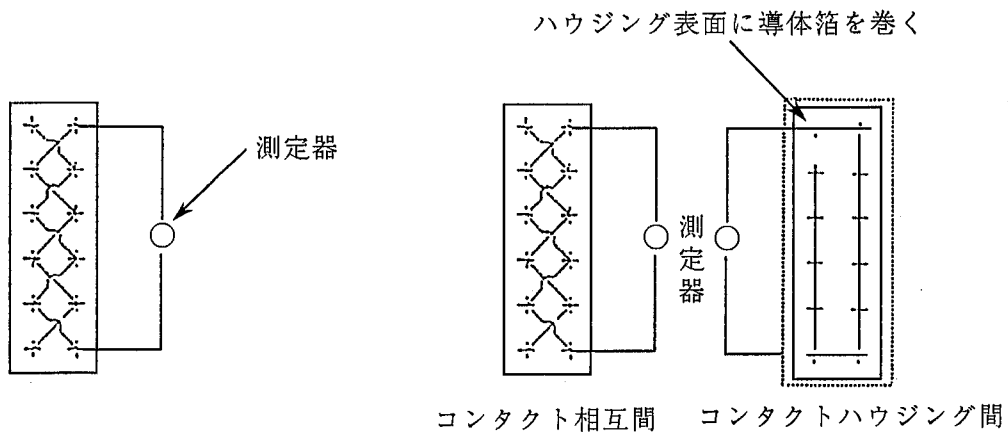 ハウジング表面に導体箔を巻く
測定器
測定器
コンタクト相互間
コンタクトハウジング間